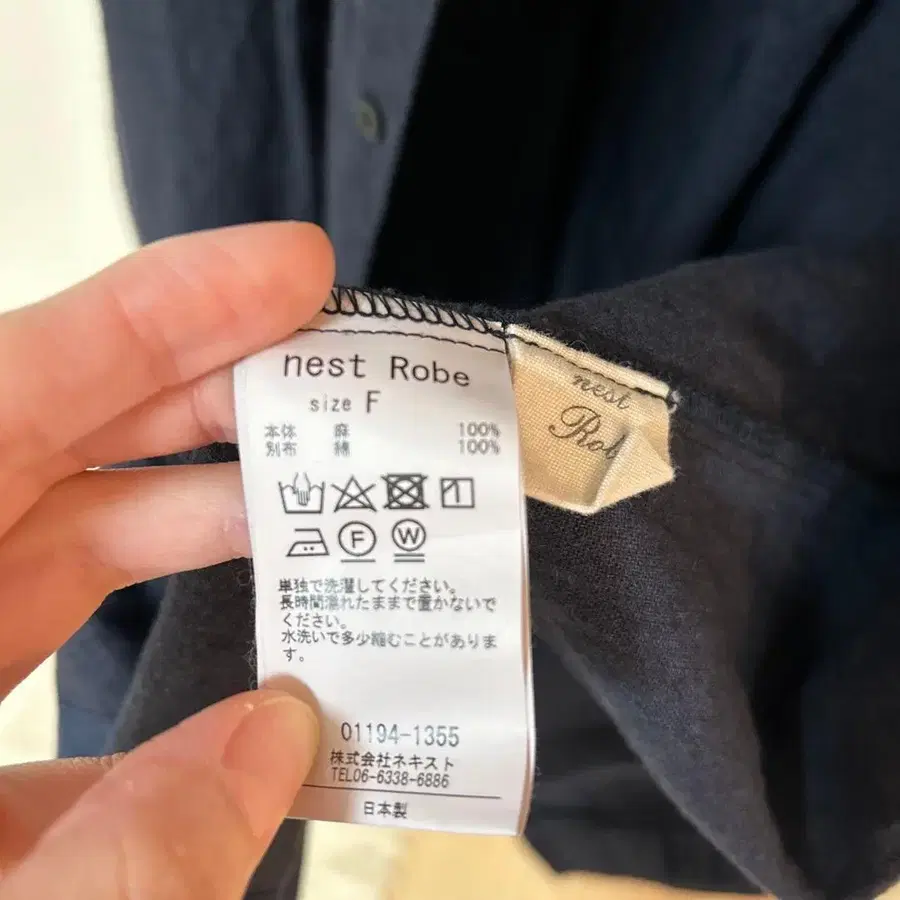 nest Robe
size F
本体 麻 100%
別布 綿 100%
F W
単独で洗濯してください。
長時間濡れたままで置かないで
ください。
水洗いで多少縮むことがありま
す。
01194-1355
株式会社ネキスト
TEL06-6338-6886
日本製
nest
Rob